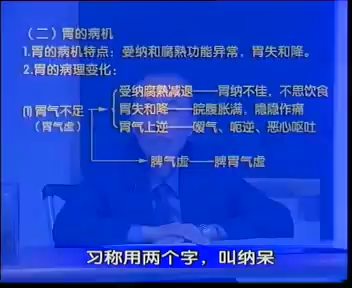 (二)胃的病机
1.胃的病机特点：受纳和腐熟功能异常，胃失和降。
2.胃的病理变化：
受纳腐熟减退——胃纳不佳，不思饮食
(1)胃气不足
胃失和降——脘腹胀满，隐隐作痛
(胃气虚)
胃气上逆——嗳气、呃逆、恶心呕吐
脾气虚——脾胃气虚
习称用两个字，叫纳呆